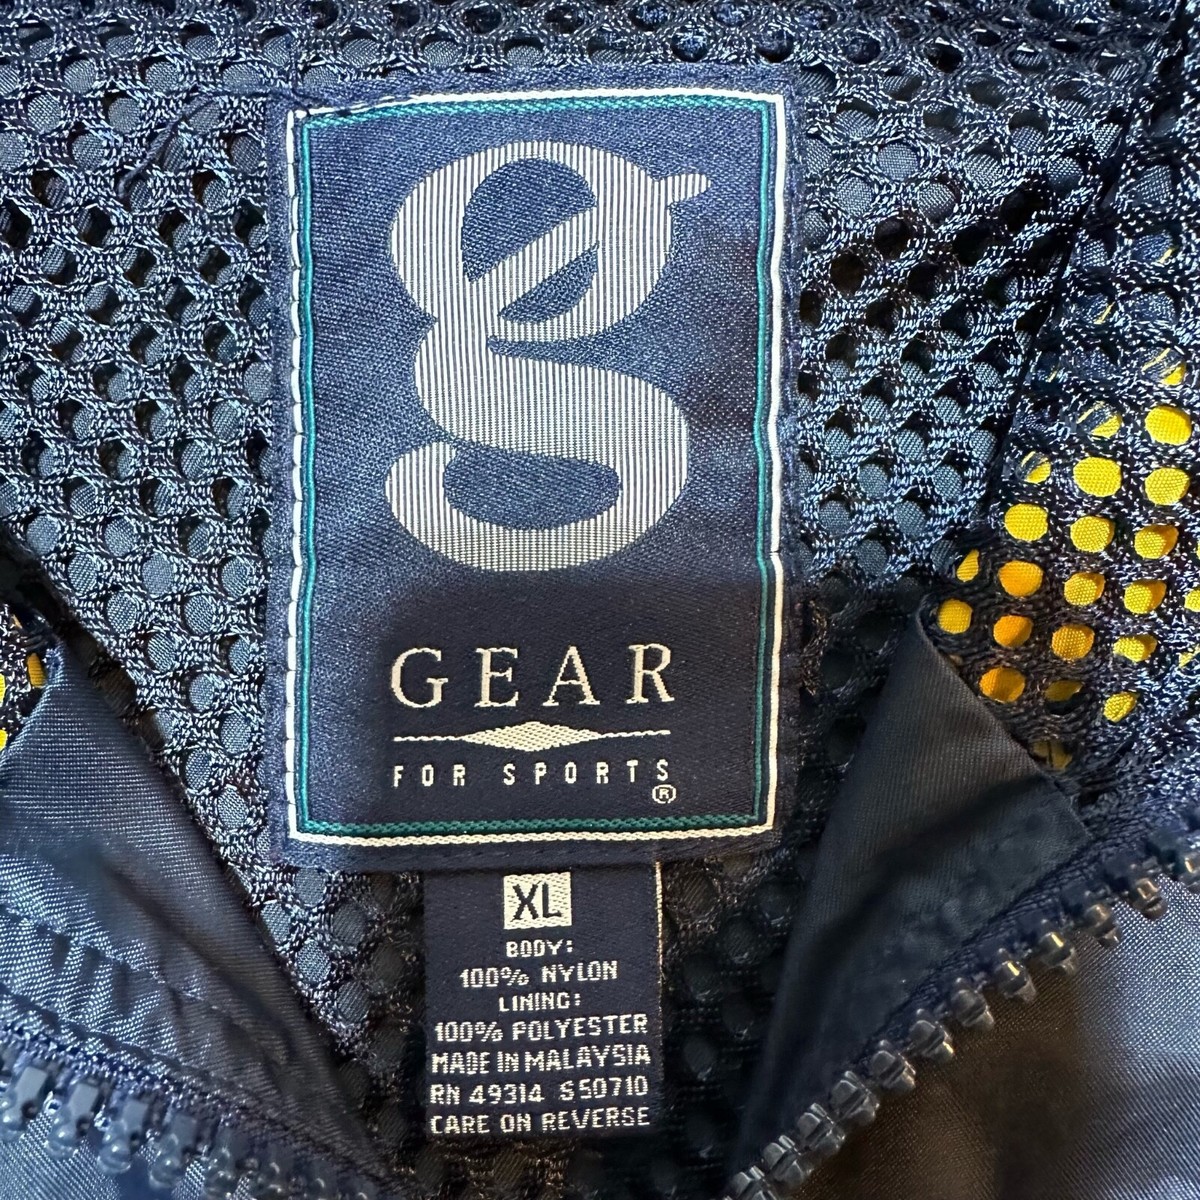 g
GEAR
FOR SPORTS
®
XL
BODY:
100% NYLON
LINING:
100% POLYESTER
MADE IN MALAYSIA
RN 49314 S50710
CARE ON REVERSE